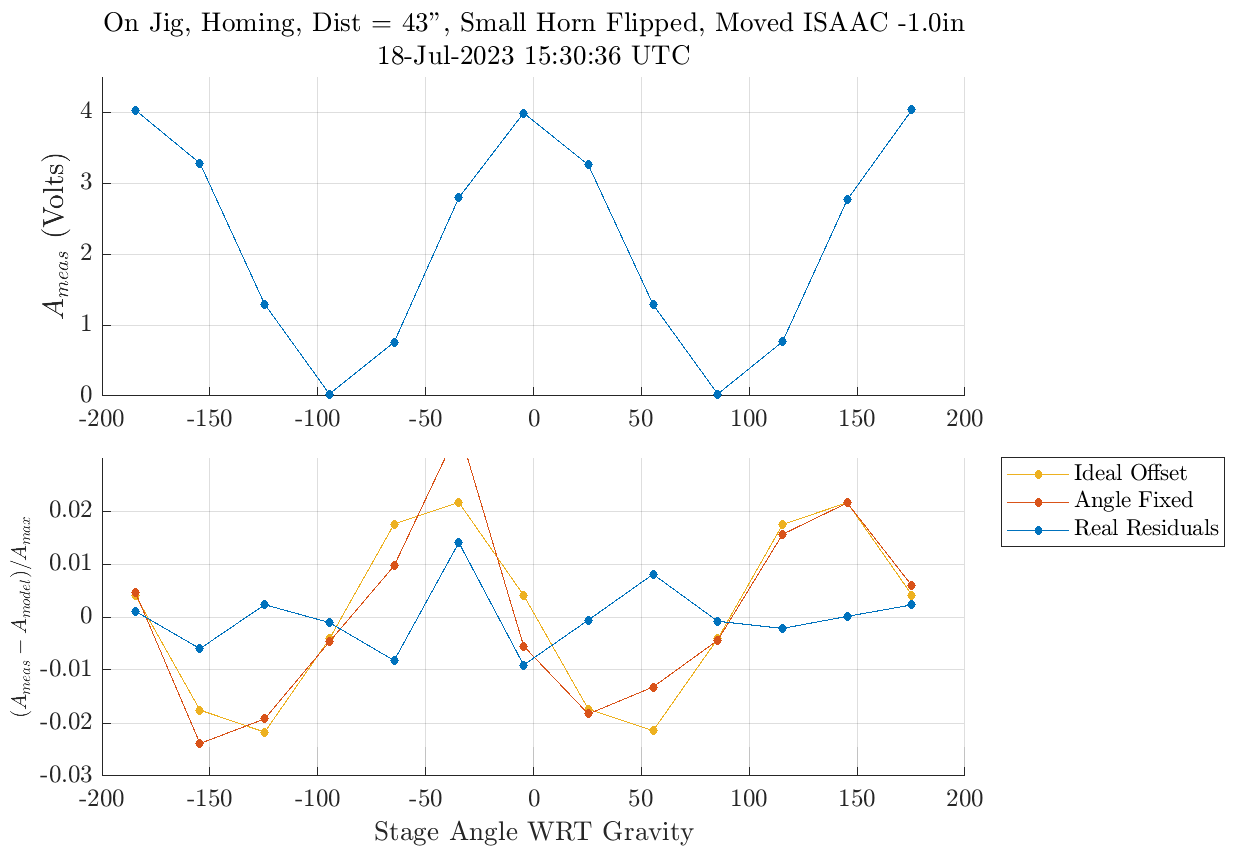 On Jig, Homing, Dist = 43", Small Horn Flipped, Moved ISAAC -1.0in
18-Jul-2023 15:30:36 UTC
A_meas (Volts)
4
3
2
1
0
-200 -150 -100 -50 0 50 100 150 200
(A_meas − A_model)/A_max
0.02
0.01
0
-0.01
-0.02
-0.03
-200 -150 -100 -50 0 50 100 150 200
Stage Angle WRT Gravity
Ideal Offset
Angle Fixed
Real Residuals